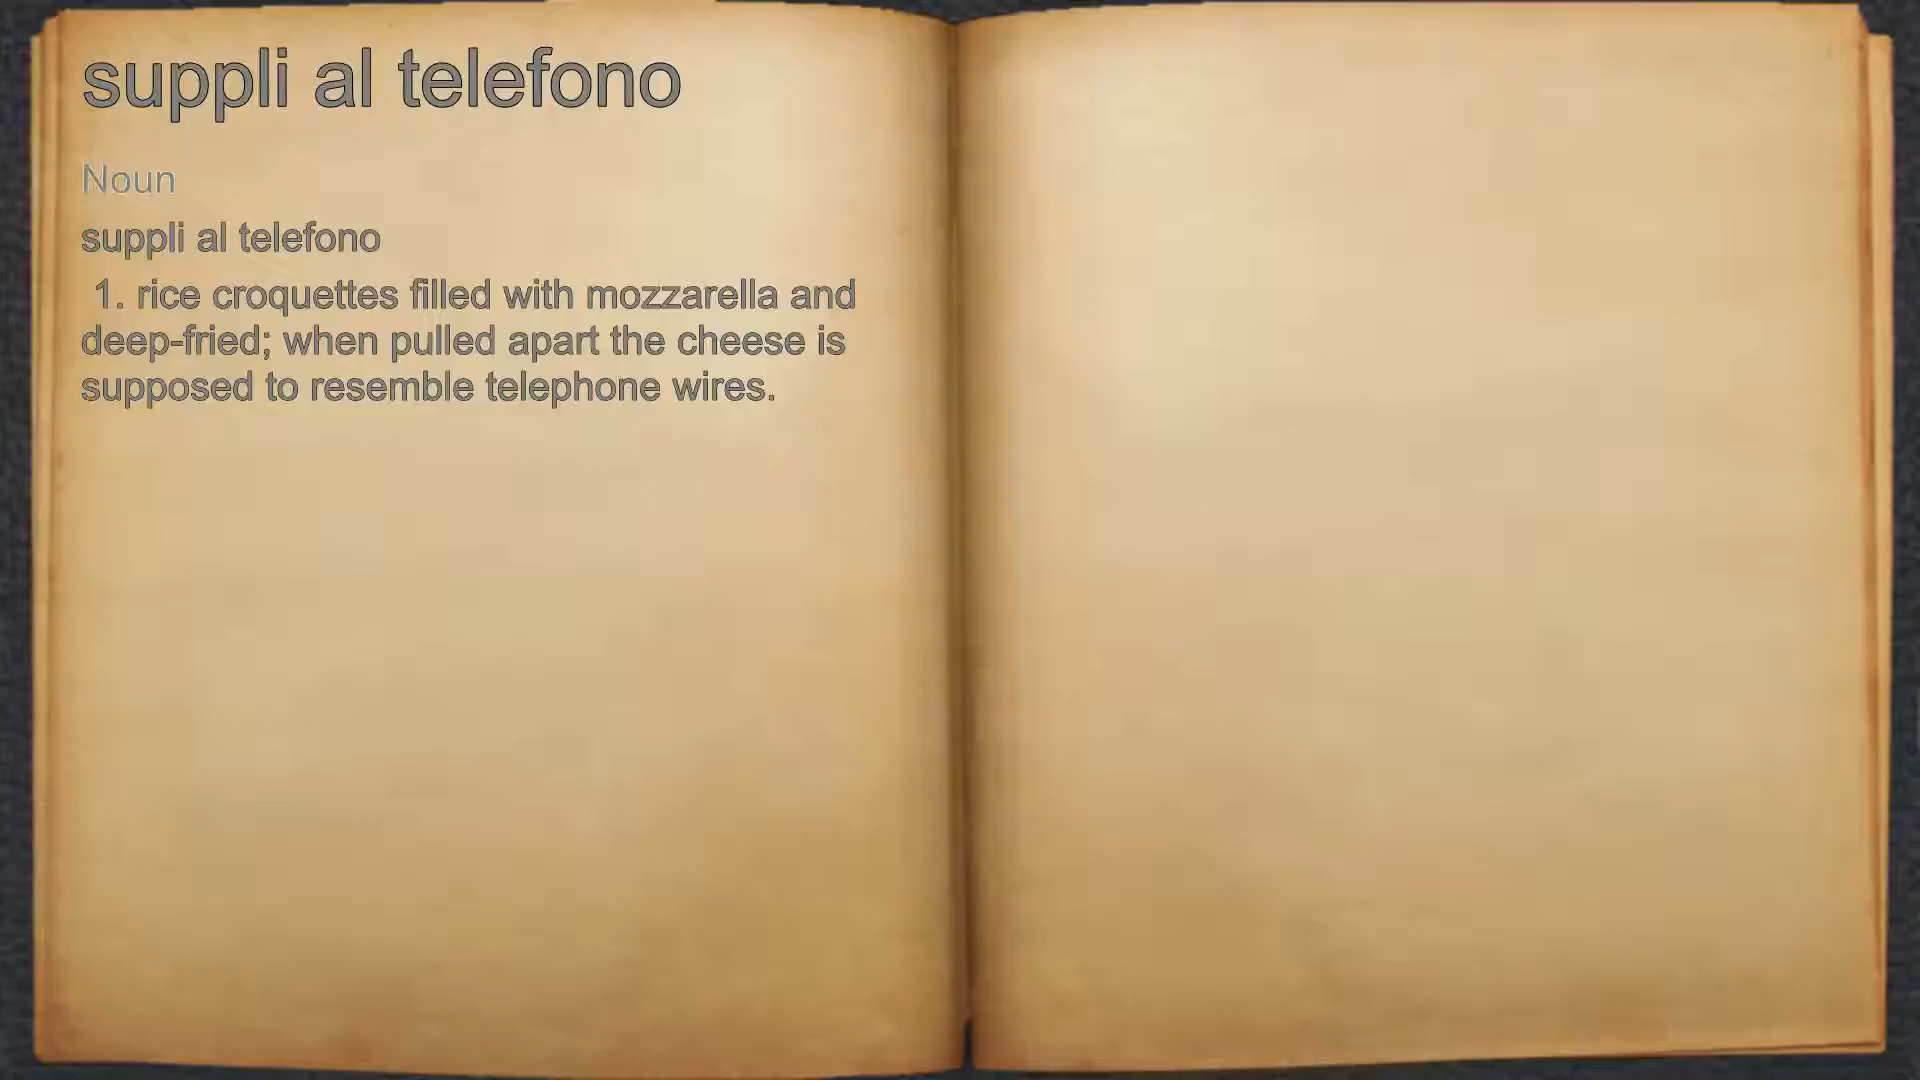 suppli al telefono
Noun
suppli al telefono
1. rice croquettes filled with mozzarella and
deep-fried; when pulled apart the cheese is
supposed to resemble telephone wires.